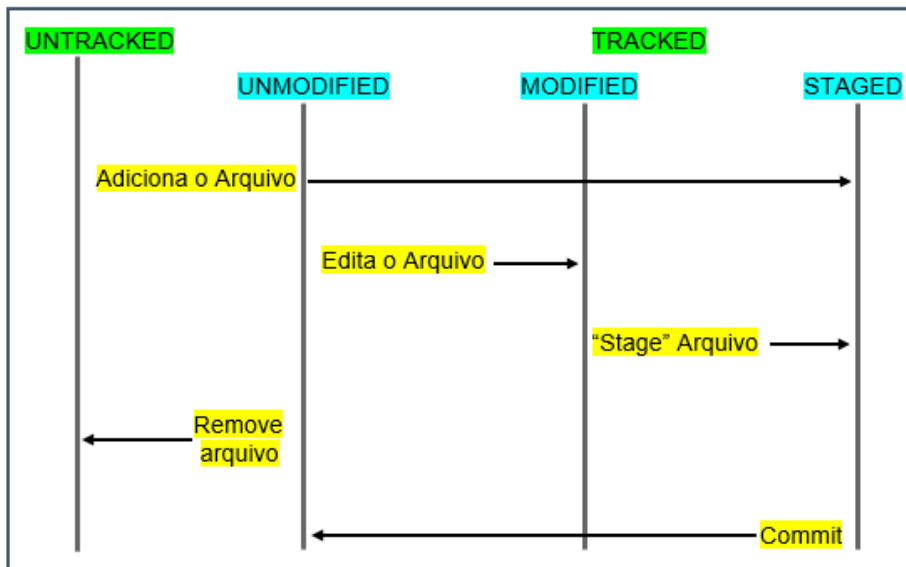 UNTRACKED
TRACKED
UNMODIFIED
MODIFIED
STAGED
Adiciona o Arquivo
Edita o Arquivo
“Stage” Arquivo
Remove
arquivo
Commit